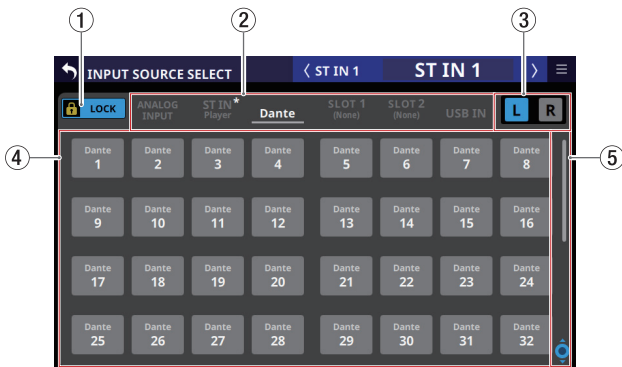 1 2 3
INPUT SOURCE SELECT ST IN 1 ST IN 1
LOCK ANALOG INPUT ST IN* Player Dante SLOT 1 (None) SLOT 2 (None) USB IN L R
4 5
Dante Dante Dante Dante Dante Dante Dante Dante
1 2 3 4 5 6 7 8
Dante Dante Dante Dante Dante Dante Dante Dante
9 10 11 12 13 14 15 16
Dante Dante Dante Dante Dante Dante Dante Dante
17 18 19 20 21 22 23 24
Dante Dante Dante Dante Dante Dante Dante Dante
25 26 27 28 29 30 31 32